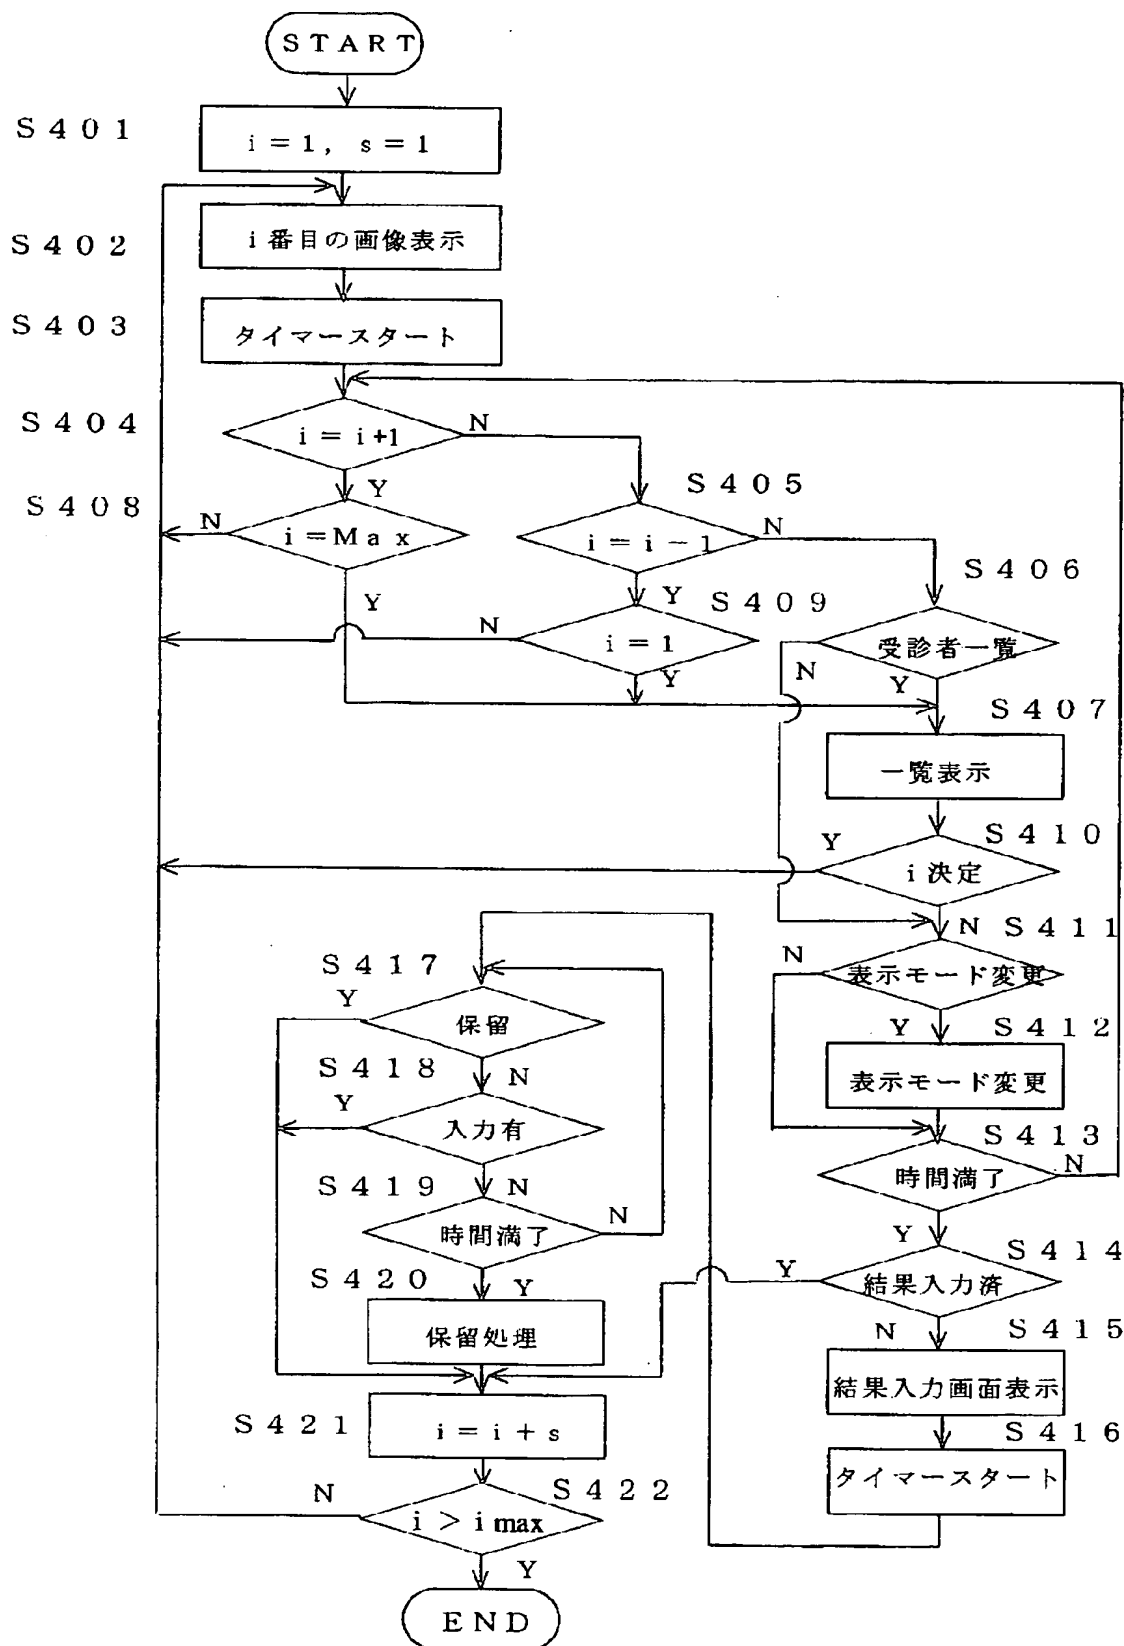 START
S401
i=1, s=1
S402
i番目の画像表示
S403
タイマースタート
S404
i=i+1
N
Y
S408
N
i=Max
Y
S405
i=i-1
N
Y
S409
N
i=1
Y
S406
受診者一覧
N
Y
S407
一覧表示
S410
Y
i決定
N
S411
N
表示モード変更
Y
S412
表示モード変更
S413
時間満了
N
Y
S414
Y
結果入力済
N
S415
結果入力画面表示
S416
タイマースタート
S417
Y
保留
N
S418
Y
入力有
N
S419
時間満了
N
Y
S420
保留処理
S421
i=i+s
S422
N
i>imax
Y
END